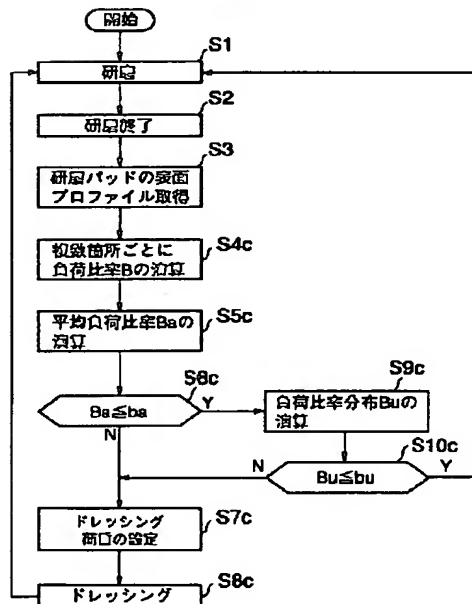 開始
S1
研磨
S2
研磨終了
S3
研磨パッドの表面
プロファイル取得
S4c
複数箇所ごとに
負荷比率Bの演算
S5c
平均負荷比率Baの
演算
S6c
Ba≦ba
Y
N
S9c
負荷比率分布Buの
演算
S10c
Bu≦bu
N
Y
S7c
ドレッシング
荷重の設定
S8c
ドレッシング